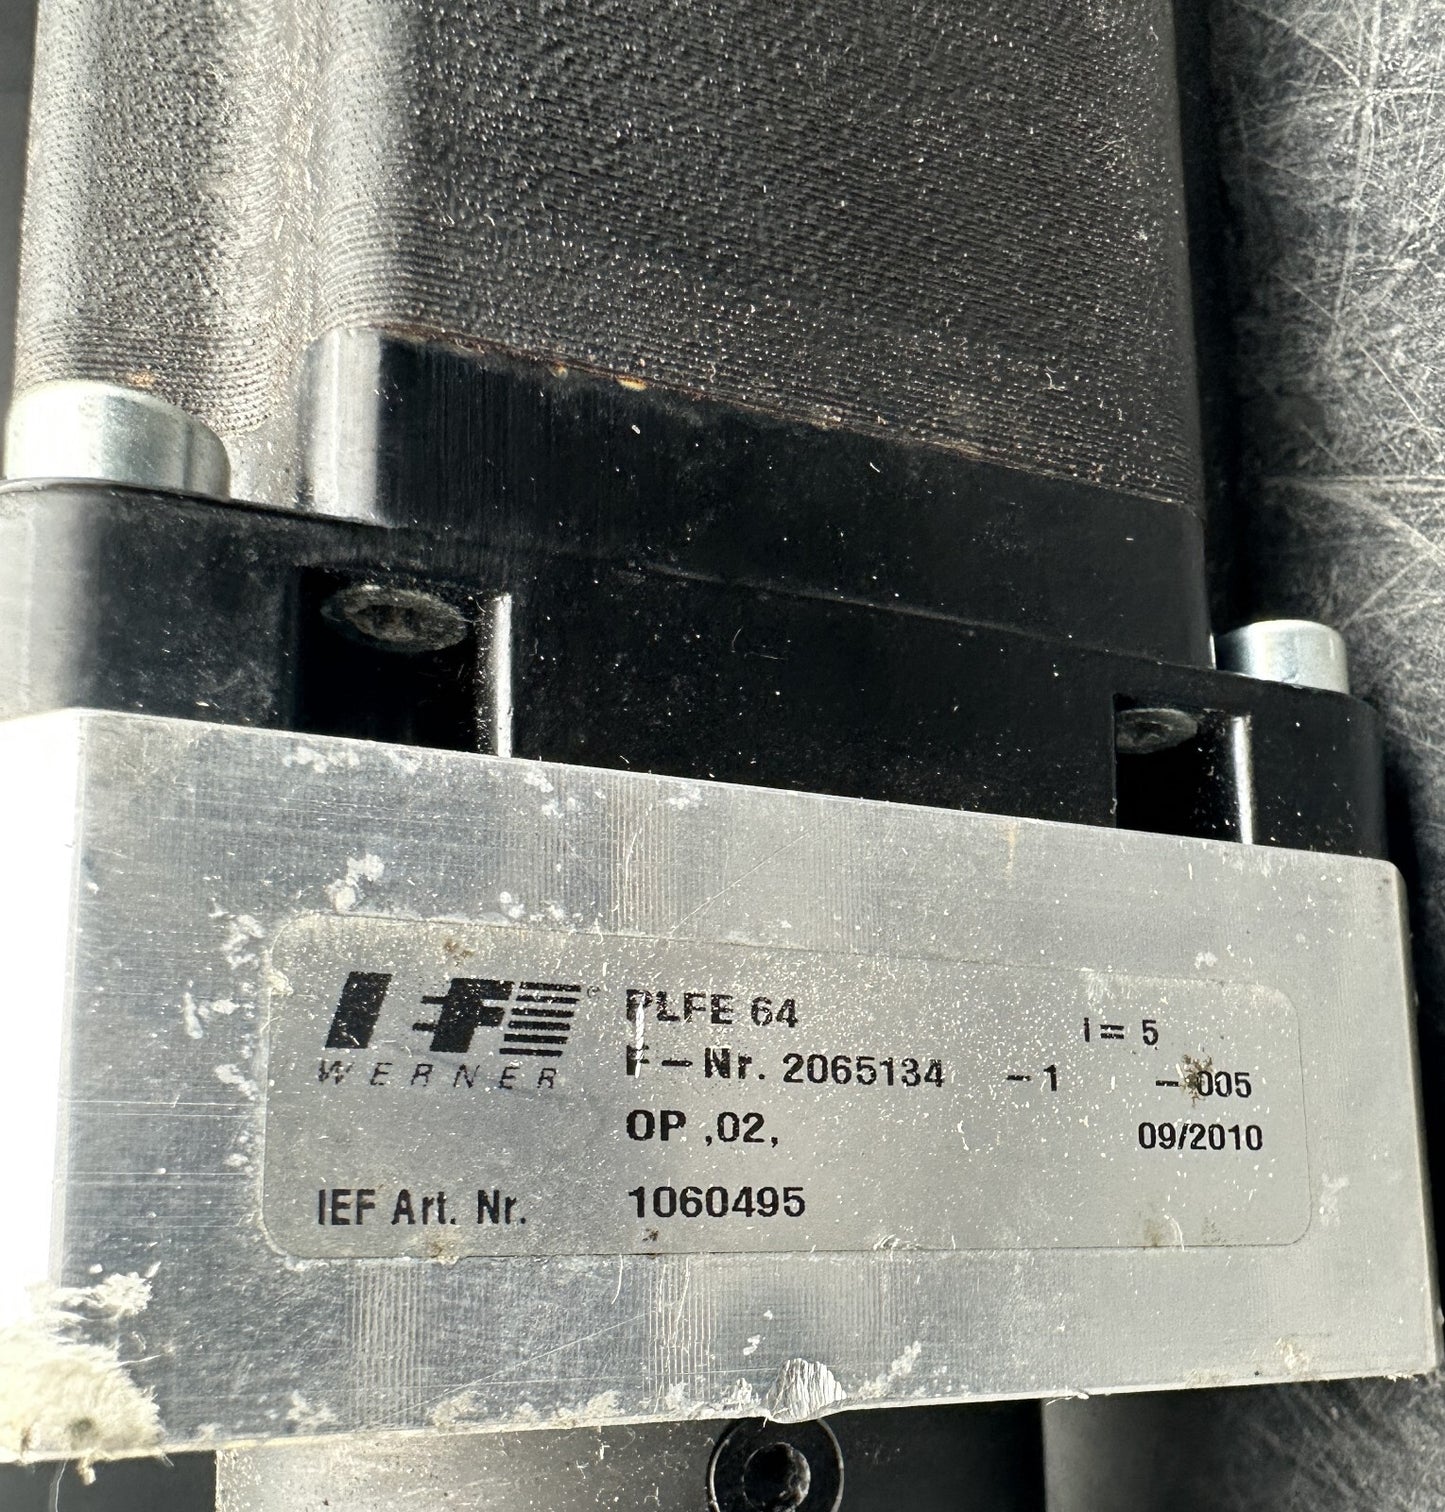 IEF® PLFE 64 i = 5
WERNER F-Nr. 2065134 -1 -005
OP ,02, 09/2010
IEF Art. Nr. 1060495